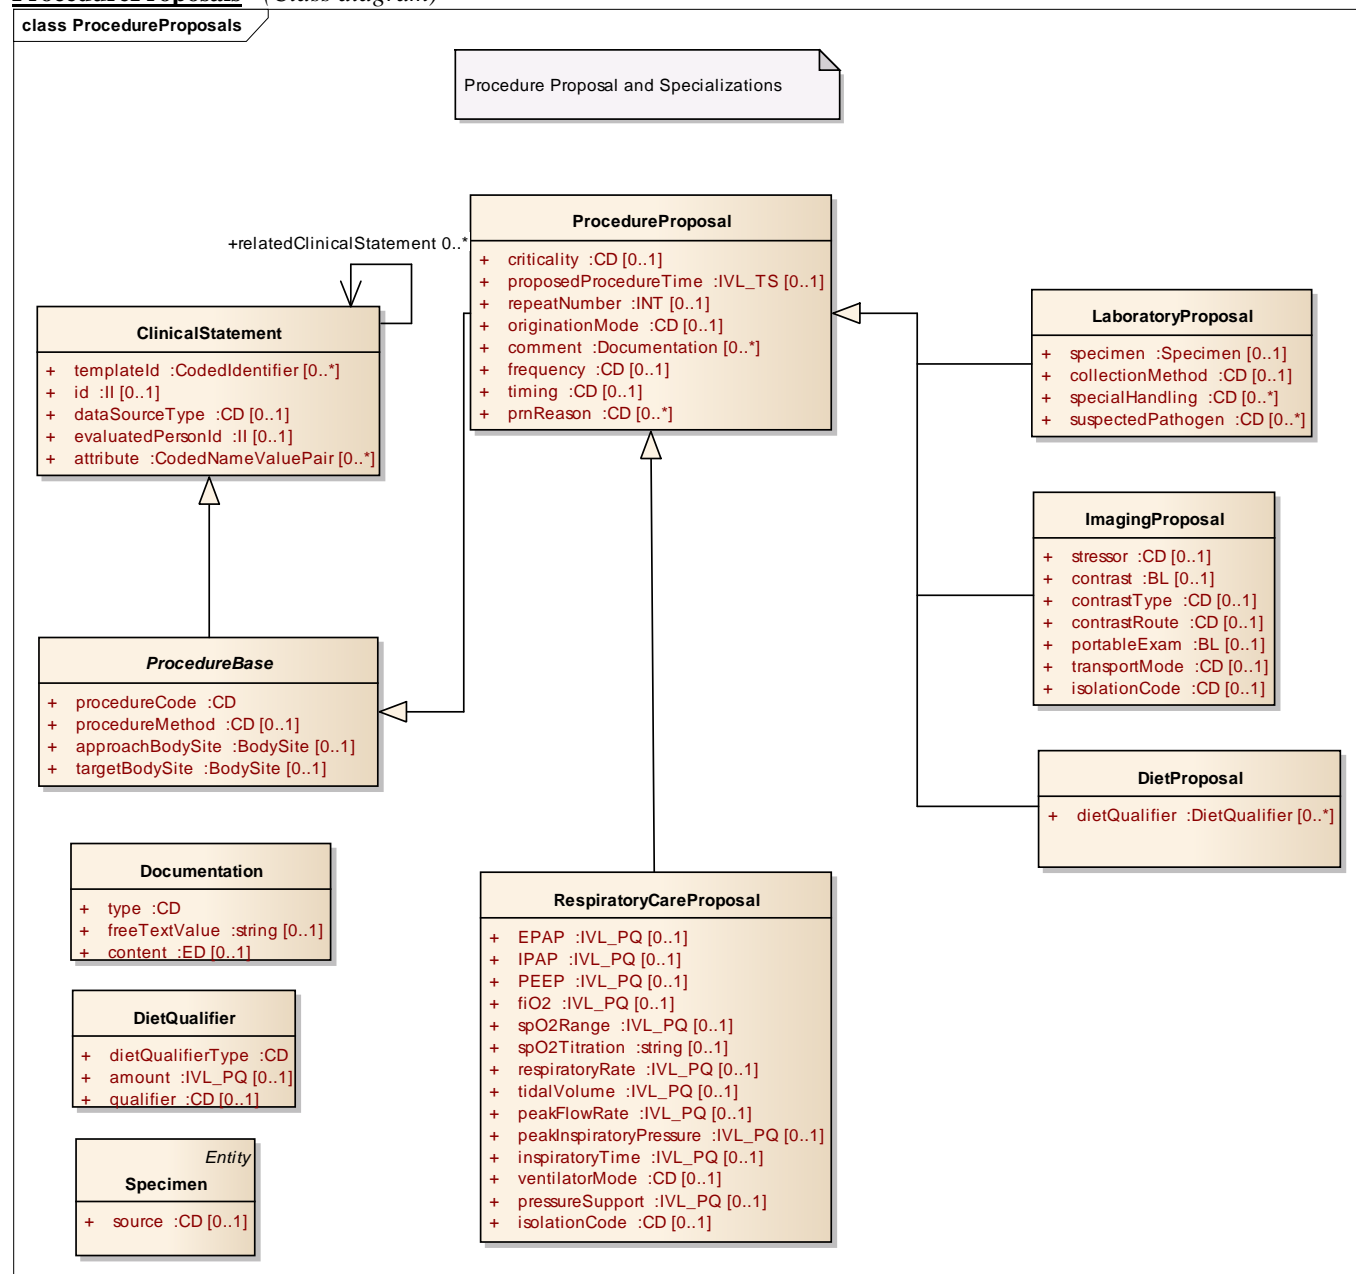 ProcedureProposals (Class diagram)
class ProcedureProposals
Procedure Proposal and Specializations
ProcedureProposal
+ criticality :CD [0..1]
+ proposedProcedureTime :IVL_TS [0..1]
+ repeatNumber :INT [0..1]
+ originationMode :CD [0..1]
+ comment :Documentation [0..*]
+ frequency :CD [0..1]
+ timing :CD [0..1]
+ prnReason :CD [0..*]
+relatedClinicalStatement 0..*
ClinicalStatement
+ templateId :CodedIdentifier [0..*]
+ id :II [0..1]
+ dataSourceType :CD [0..1]
+ evaluatedPersonId :II [0..1]
+ attribute :CodedNameValuePair [0..*]
LaboratoryProposal
+ specimen :Specimen [0..1]
+ collectionMethod :CD [0..1]
+ specialHandling :CD [0..*]
+ suspectedPathogen :CD [0..*]
ImagingProposal
+ stressor :CD [0..1]
+ contrast :BL [0..1]
+ contrastType :CD [0..1]
+ contrastRoute :CD [0..1]
+ portableExam :BL [0..1]
+ transportMode :CD [0..1]
+ isolationCode :CD [0..1]
ProcedureBase
+ procedureCode :CD
+ procedureMethod :CD [0..1]
+ approachBodySite :BodySite [0..1]
+ targetBodySite :BodySite [0..1]
DietProposal
+ dietQualifier :DietQualifier [0..*]
Documentation
+ type :CD
+ freeTextValue :string [0..1]
+ content :ED [0..1]
RespiratoryCareProposal
+ EPAP :IVL_PQ [0..1]
+ IPAP :IVL_PQ [0..1]
+ PEEP :IVL_PQ [0..1]
+ fiO2 :IVL_PQ [0..1]
+ spO2Range :IVL_PQ [0..1]
+ spO2Titration :string [0..1]
+ respiratoryRate :IVL_PQ [0..1]
+ tidalVolume :IVL_PQ [0..1]
+ peakFlowRate :IVL_PQ [0..1]
+ peakInspiratoryPressure :IVL_PQ [0..1]
+ inspiratoryTime :IVL_PQ [0..1]
+ ventilatorMode :CD [0..1]
+ pressureSupport :IVL_PQ [0..1]
+ isolationCode :CD [0..1]
DietQualifier
+ dietQualifierType :CD
+ amount :IVL_PQ [0..1]
+ qualifier :CD [0..1]
Entity
Specimen
+ source :CD [0..1]